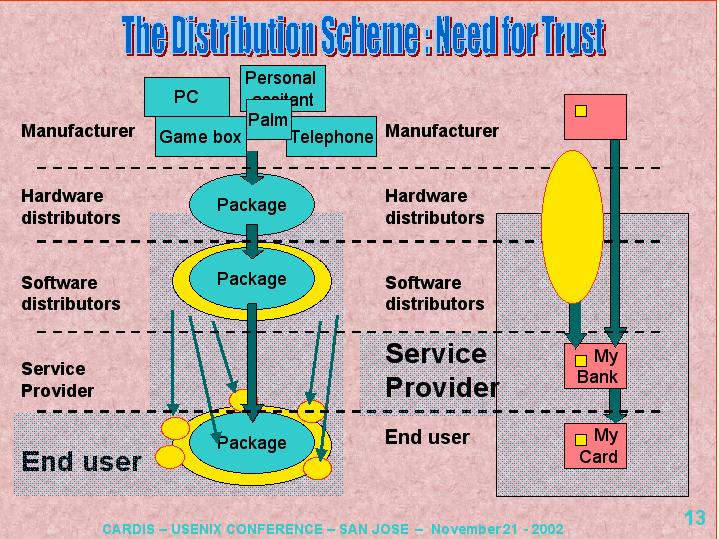 The Distribution Scheme : Need for Trust
PC
Personal
assitant
Palm
Game box
Telephone
Manufacturer
Manufacturer
Hardware
distributors
Package
Hardware
distributors
Software
distributors
Package
Software
distributors
Service
Provider
Service
Provider
My
Bank
End user
Package
End user
My
Card
CARDIS – USENIX CONFERENCE – SAN JOSE – November 21 - 2002
13